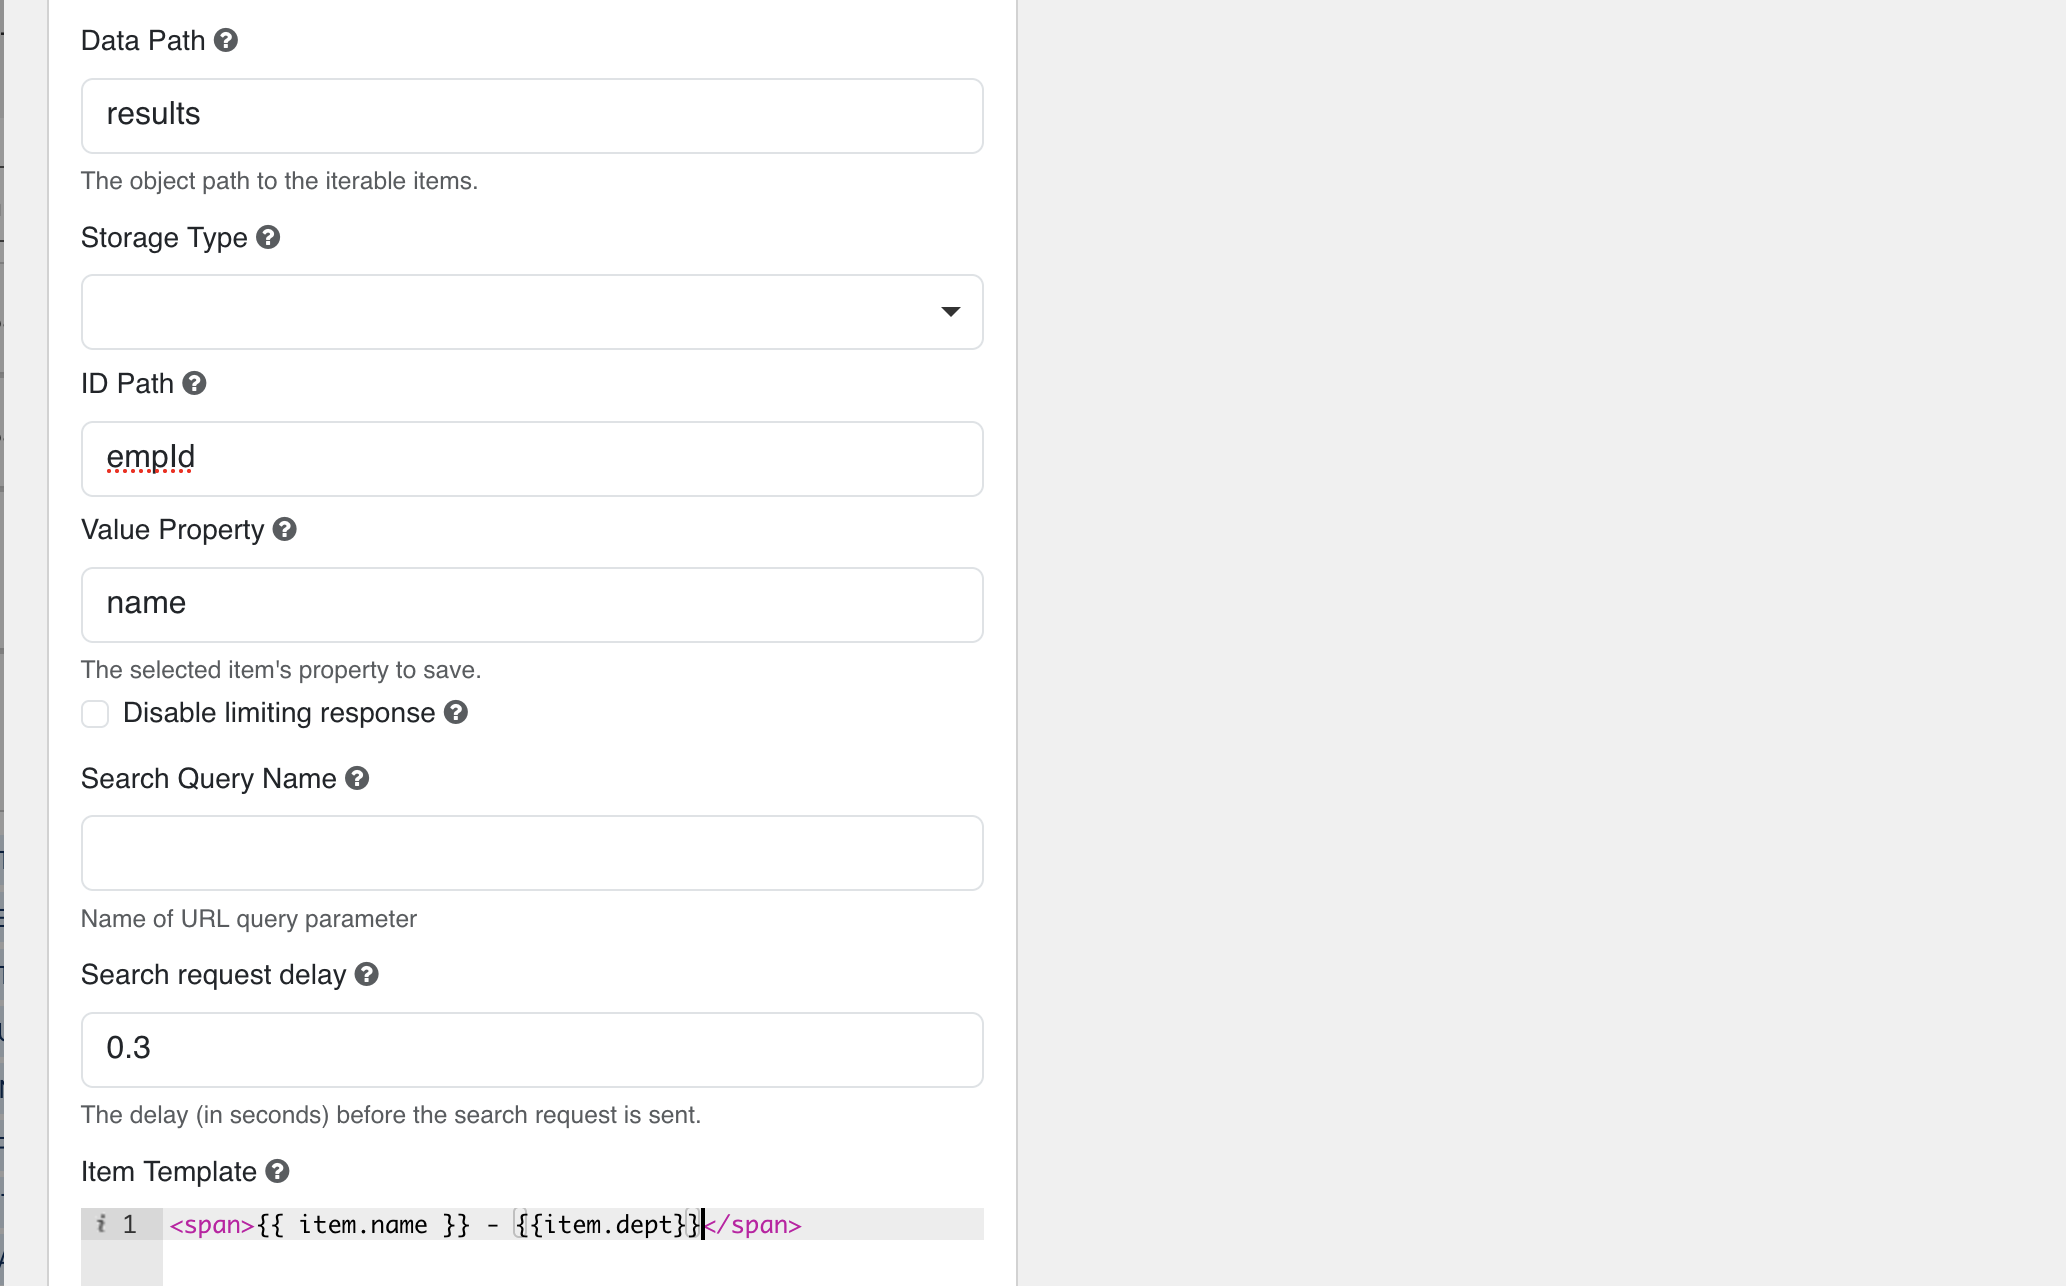 Data Path
results
The object path to the iterable items.
Storage Type
ID Path
empId
Value Property
name
The selected item's property to save.
Disable limiting response
Search Query Name
Name of URL query parameter
Search request delay
0.3
The delay (in seconds) before the search request is sent.
Item Template
i 1 <span>{{ item.name }} - {{item.dept}}</span>